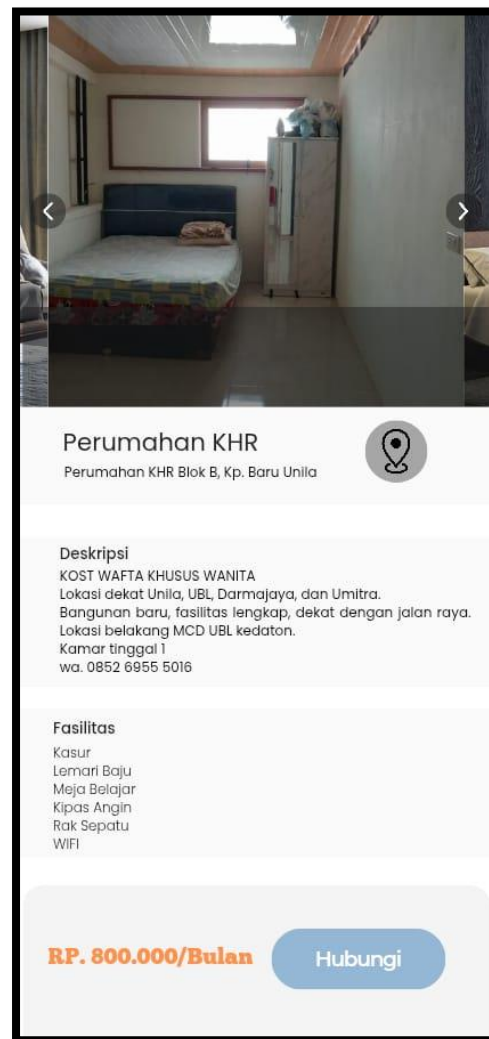 Perumahan KHR
Perumahan KHR Blok B, Kp. Baru Unila
Deskripsi
KOST WAFTA KHUSUS WANITA
Lokasi dekat Unila, UBL, Darmajaya, dan Umitra.
Bangunan baru, fasilitas lengkap, dekat dengan jalan raya.
Lokasi belakang MCD UBL kedaton.
Kamar tinggal 1
wa. 0852 6955 5016
Fasilitas
Kasur
Lemari Baju
Meja Belajar
Kipas Angin
Rak Sepatu
WIFI
RP. 800.000/Bulan
Hubungi